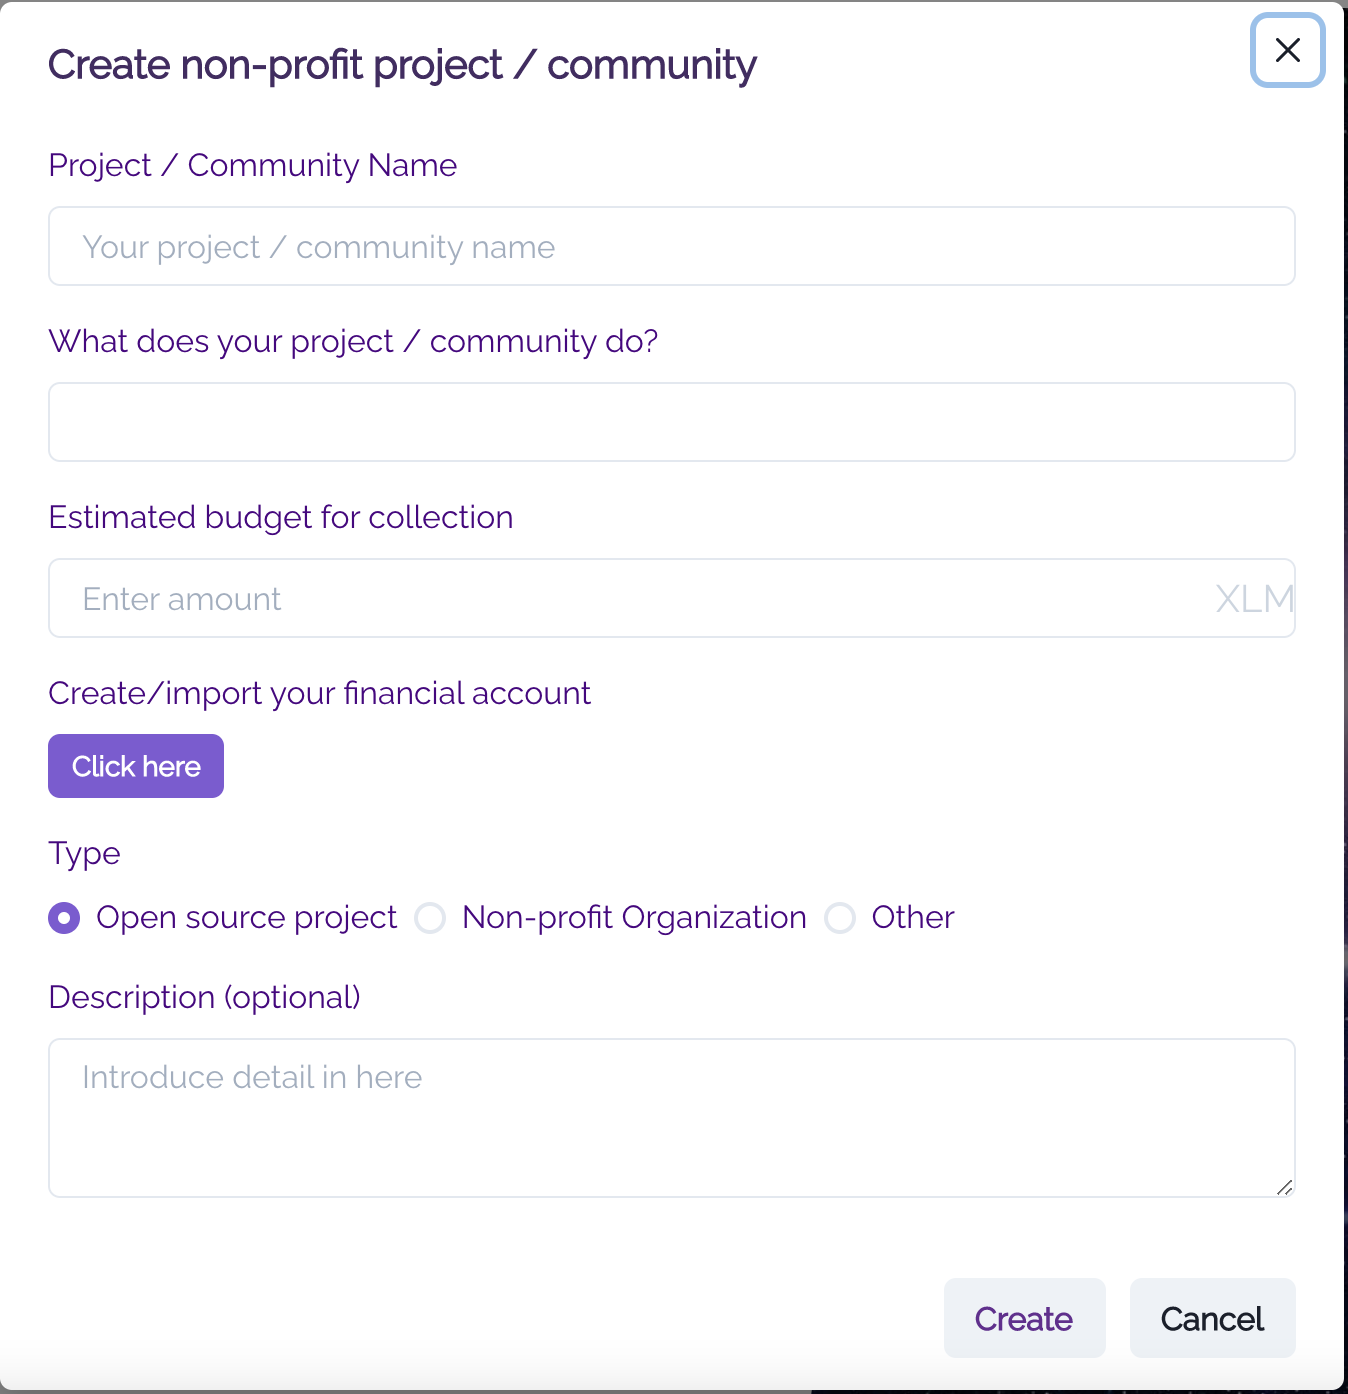 Create non-profit project / community
Project / Community Name
Your project / community name
What does your project / community do?
Estimated budget for collection
Enter amount XLM
Create/import your financial account
Click here
Type
Open source project Non-profit Organization Other
Description (optional)
Introduce detail in here
Create Cancel